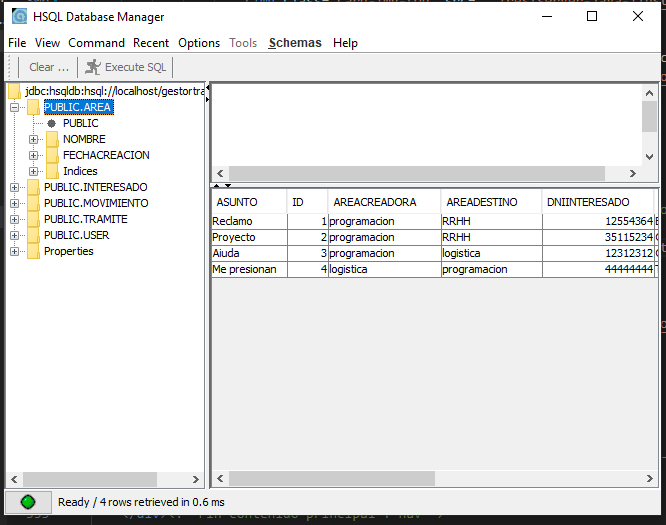 HSQL Database Manager
File View Command Recent Options Tools Schemas Help
Clear ... Execute SQL
jdbc:hsqldb:hsql://localhost/gestortra
PUBLIC.AREA
PUBLIC
NOMBRE
FECHACREACION
Indices
PUBLIC.INTERESADO
PUBLIC.MOVIMIENTO
PUBLIC.TRAMITE
PUBLIC.USER
Properties
ASUNTO ID AREACREADORA AREADESTINO DNIINTERESADO
Reclamo 1 programacion RRHH 12554364
Proyecto 2 programacion RRHH 35115234
Aiuda 3 programacion logistica 12312312
Me presionan 4 logistica programacion 44444444
Ready / 4 rows retrieved in 0.6 ms